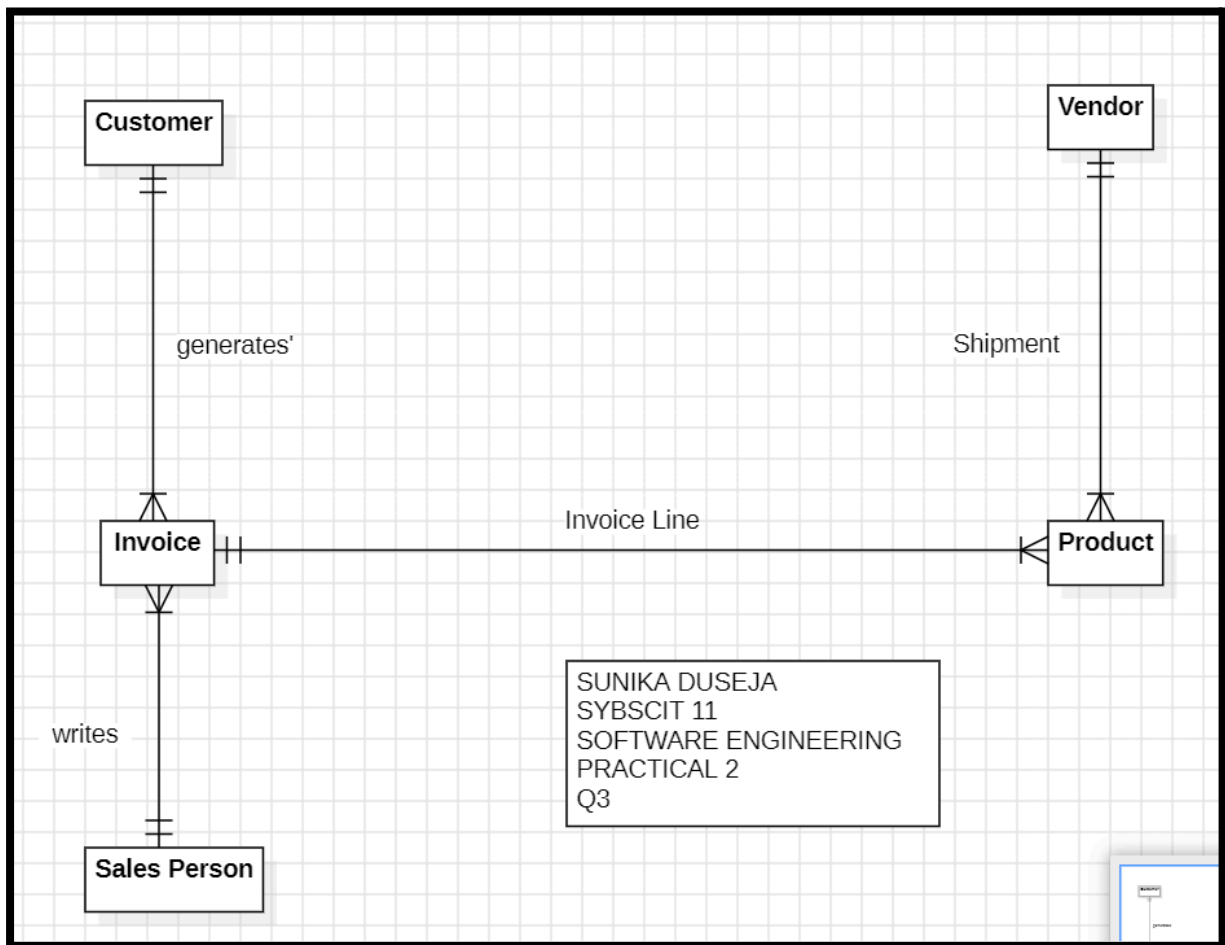 Customer
Vendor
generates'
Shipment
Invoice Line
Invoice
Product
writes
SUNIKA DUSEJA
SYBSCIT 11
SOFTWARE ENGINEERING
PRACTICAL 2
Q3
Sales Person